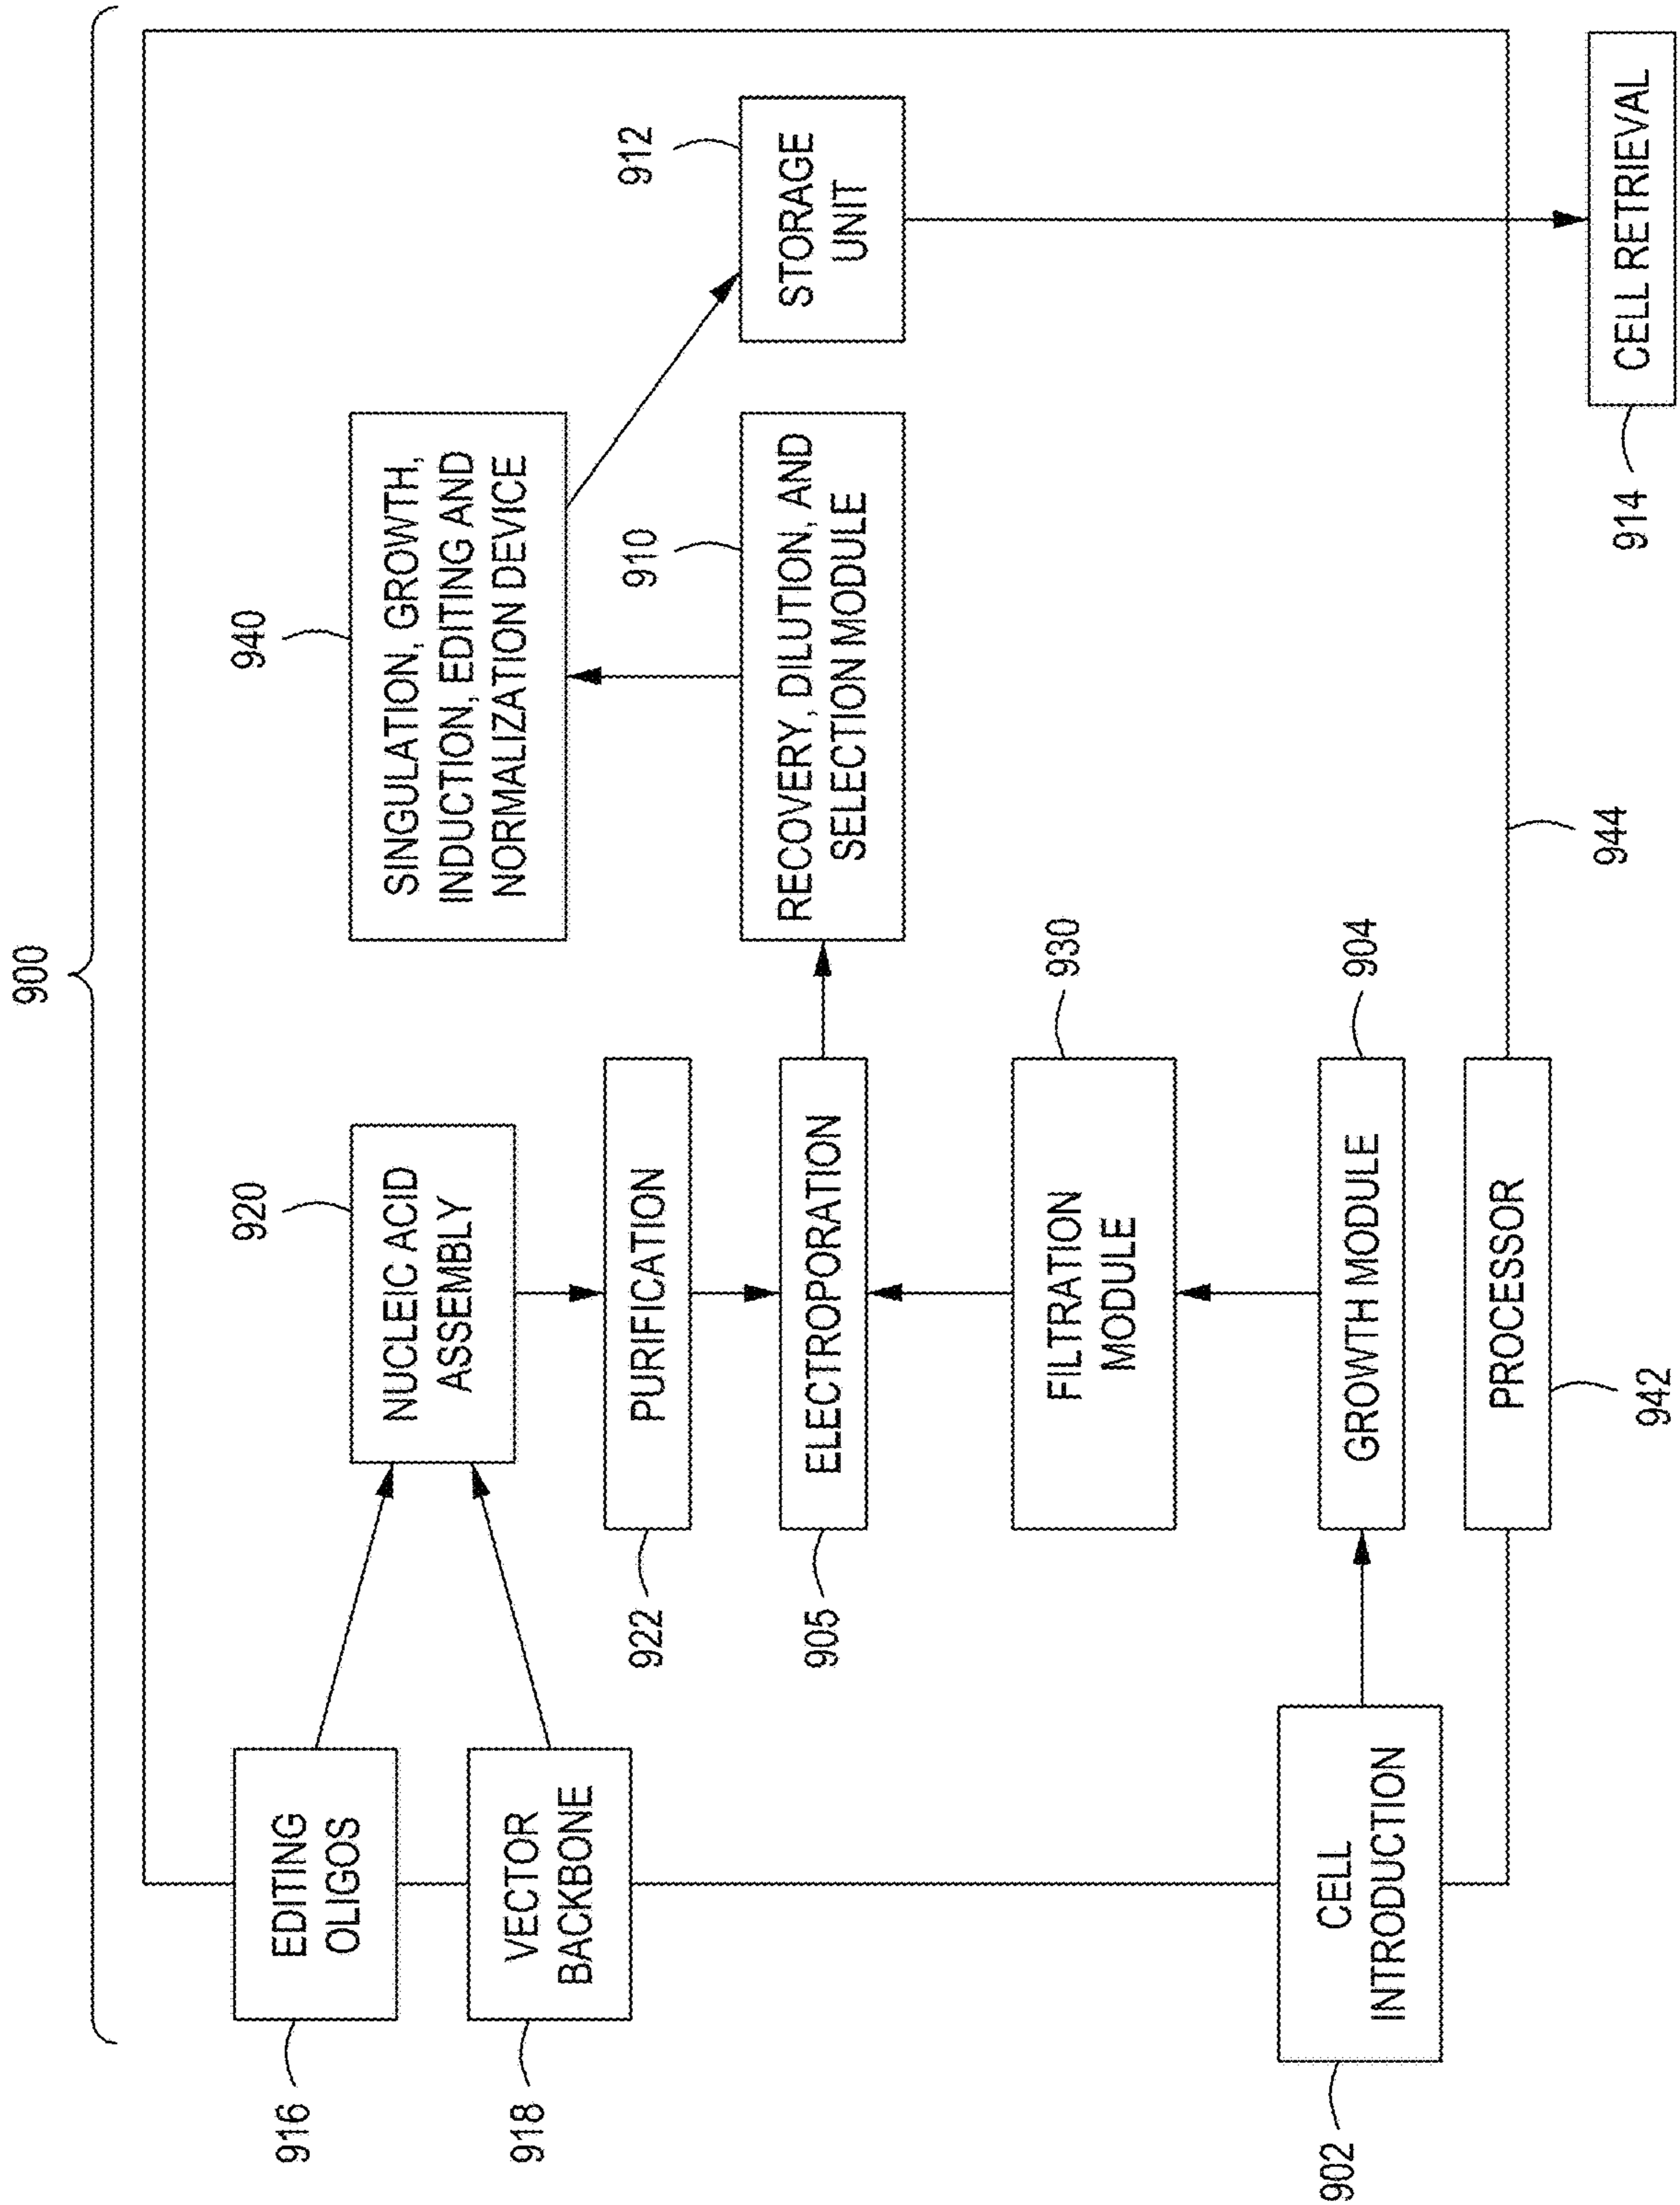 900
916
EDITING
OLIGOS
918
VECTOR
BACKBONE
920
NUCLEIC ACID
ASSEMBLY
922
PURIFICATION
905
ELECTROPORATION
930
FILTRATION
MODULE
902
CELL
INTRODUCTION
904
GROWTH MODULE
942
PROCESSOR
944
940
SINGULATION, GROWTH,
INDUCTION, EDITING AND
NORMALIZATION DEVICE
910
RECOVERY, DILUTION, AND
SELECTION MODULE
912
STORAGE
UNIT
914
CELL RETRIEVAL